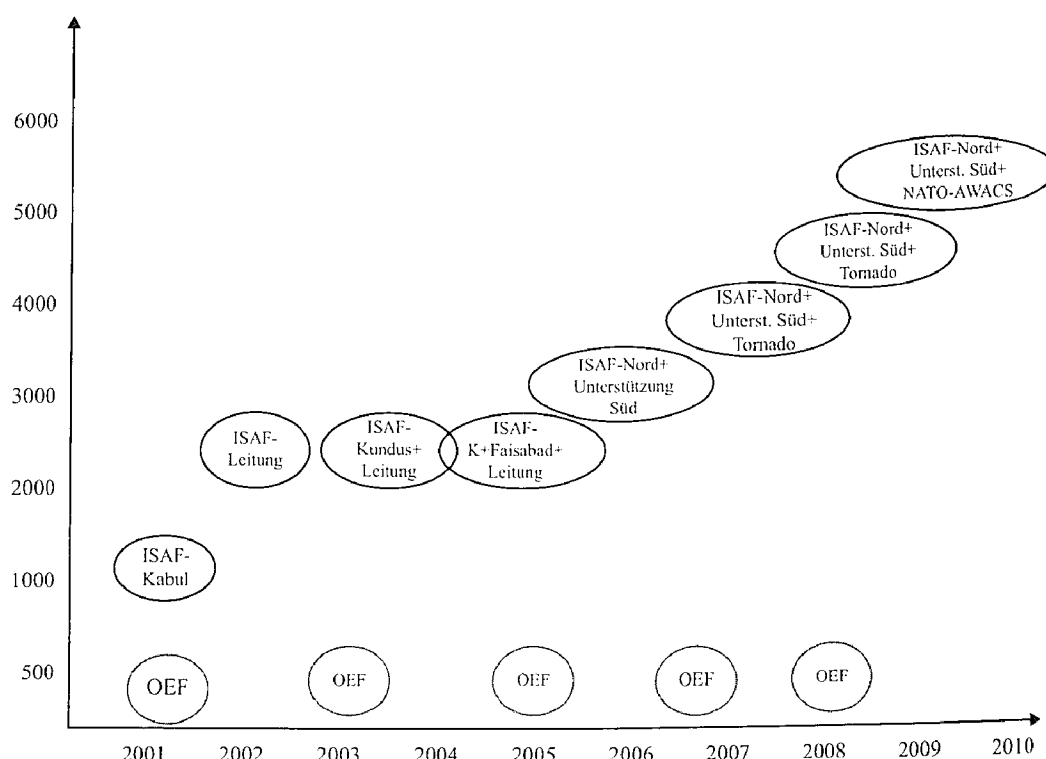 6000
ISAF-Nord+
Unterst. Süd+
NATO-AWACS
5000
ISAF-Nord+
Unterst. Süd+
Tornado
4000
ISAF-Nord+
Unterst. Süd+
Tornado
3000
ISAF-Nord+
Unterstützung
Süd
ISAF-
Leitung
ISAF-
Kundus+
Leitung
ISAF-
K+Faisabad+
Leitung
2000
ISAF-
Kabul
1000
500
OEF
OEF
OEF
OEF
OEF
2001 2002 2003 2004 2005 2006 2007 2008 2009 2010